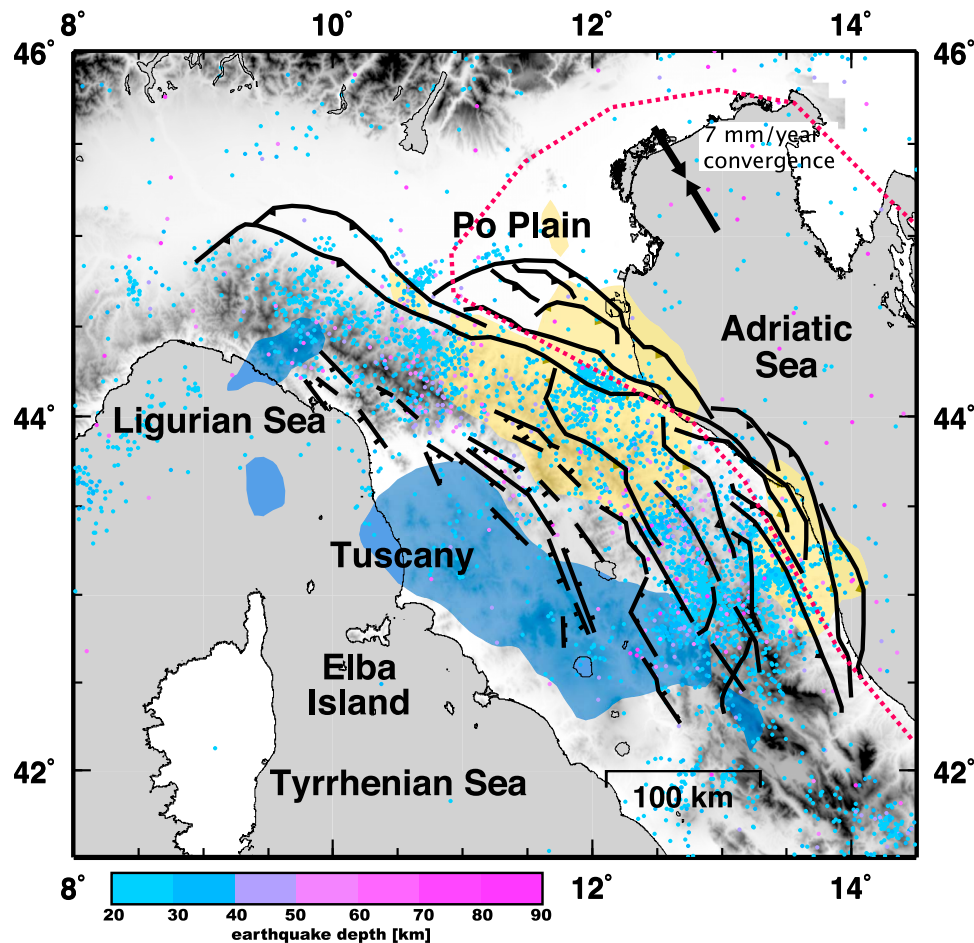 8° 10° 12° 14°
46° 46°
7 mm/year
convergence
Po Plain
Adriatic
Sea
44° 44°
Ligurian Sea
Tuscany
Elba
Island
Tyrrhenian Sea
42° 42°
100 km
8° 10° 12° 14°
20 30 40 50 60 70 80 90
earthquake depth [km]